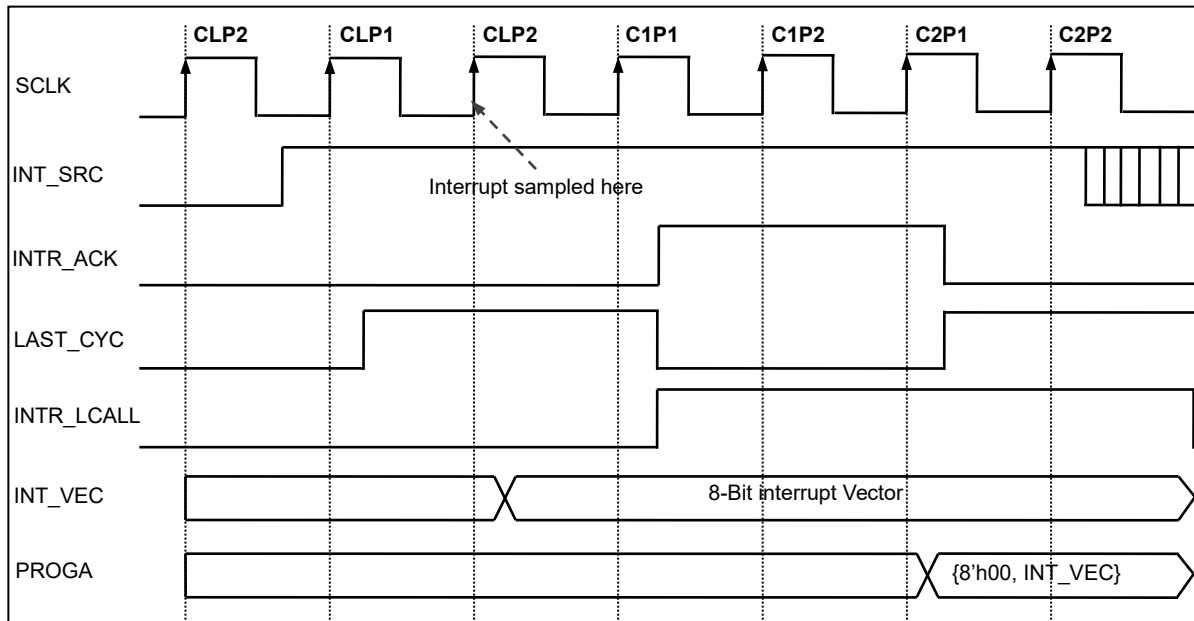 CLP2 CLP1 CLP2 C1P1 C1P2 C2P1 C2P2
SCLK
INT_SRC
Interrupt sampled here
INTR_ACK
LAST_CYC
INTR_LCALL
INT_VEC
8-Bit interrupt Vector
PROGA
{8’h00, INT_VEC}